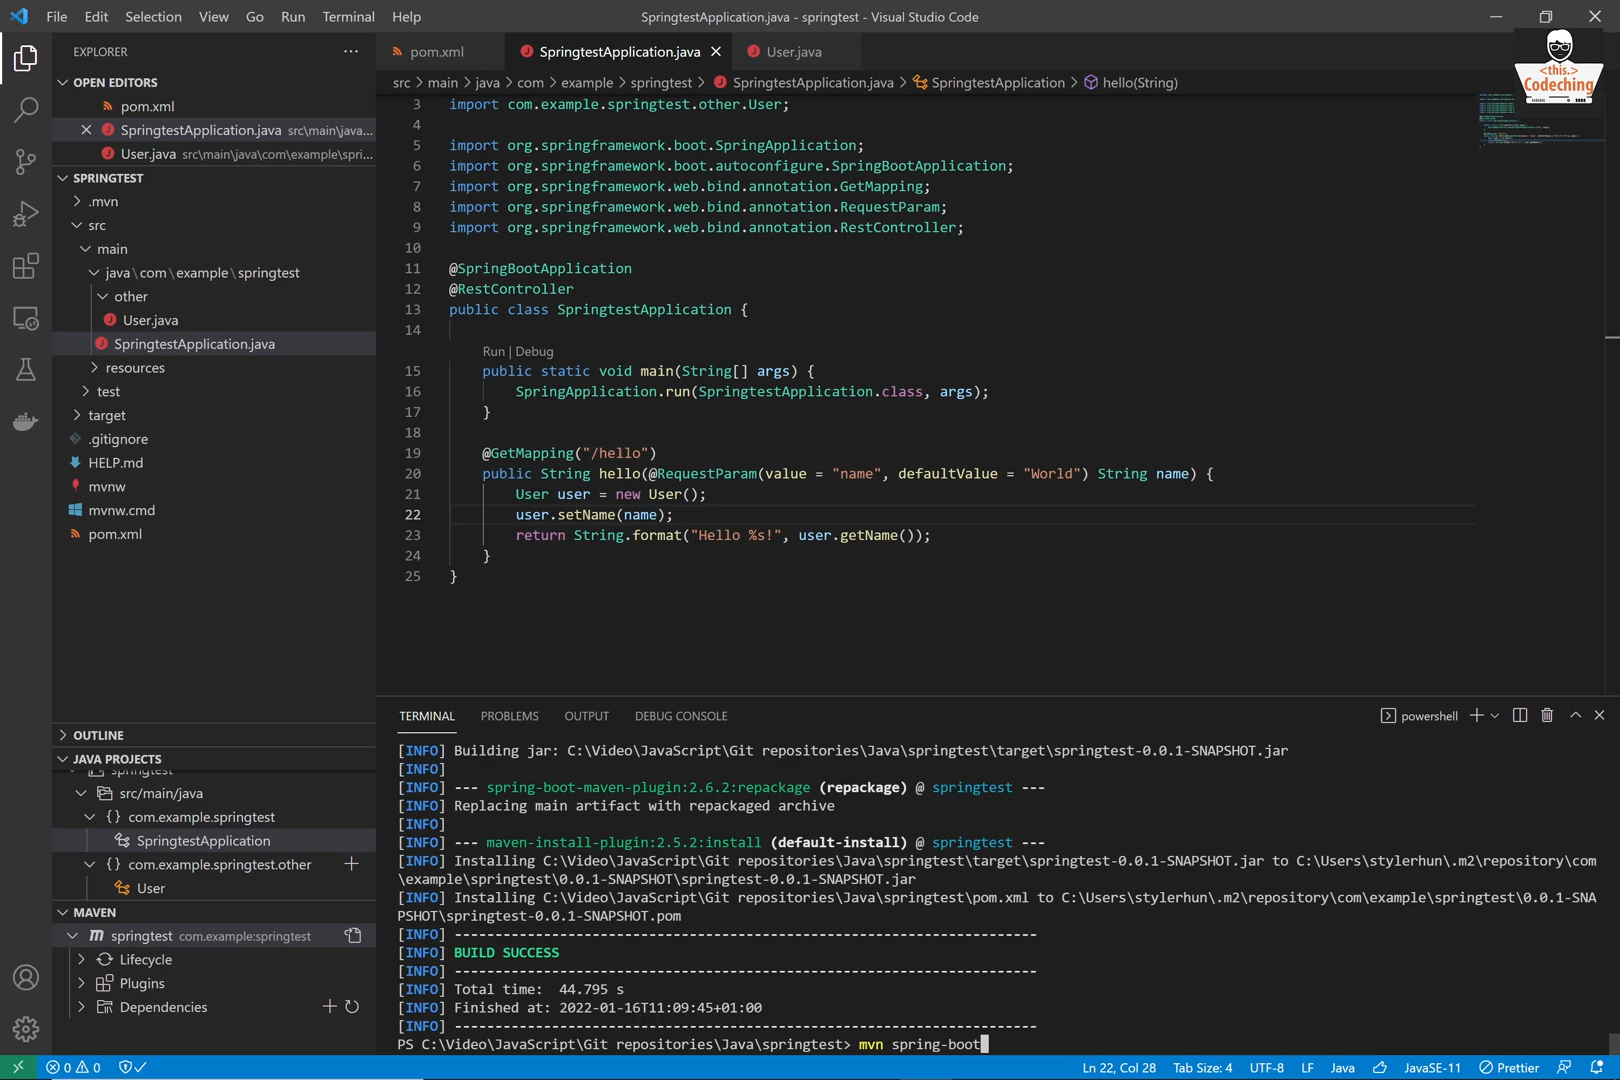 File Edit Selection View Go Run Terminal Help
SpringtestApplication.java - springtest - Visual Studio Code
<this.>
Codeching
EXPLORER
OPEN EDITORS
pom.xml
SpringtestApplication.java src\main\java...
User.java src\main\java\com\example\spri...
SPRINGTEST
.mvn
src
main
java\com\example\springtest
other
User.java
SpringtestApplication.java
resources
test
target
.gitignore
HELP.md
mvnw
mvnw.cmd
pom.xml
OUTLINE
JAVA PROJECTS
springtest
src/main/java
{} com.example.springtest
SpringtestApplication
{} com.example.springtest.other
User
MAVEN
springtest com.example:springtest
Lifecycle
Plugins
Dependencies
pom.xml SpringtestApplication.java User.java
src > main > java > com > example > springtest > SpringtestApplication.java > SpringtestApplication > hello(String)
3 import com.example.springtest.other.User;
4
5 import org.springframework.boot.SpringApplication;
6 import org.springframework.boot.autoconfigure.SpringBootApplication;
7 import org.springframework.web.bind.annotation.GetMapping;
8 import org.springframework.web.bind.annotation.RequestParam;
9 import org.springframework.web.bind.annotation.RestController;
10
11 @SpringBootApplication
12 @RestController
13 public class SpringtestApplication {
14
Run | Debug
15 public static void main(String[] args) {
16 SpringApplication.run(SpringtestApplication.class, args);
17 }
18
19 @GetMapping("/hello")
20 public String hello(@RequestParam(value = "name", defaultValue = "World") String name) {
21 User user = new User();
22 user.setName(name);
23 return String.format("Hello %s!", user.getName());
24 }
25 }
TERMINAL PROBLEMS OUTPUT DEBUG CONSOLE
powershell
[INFO] Building jar: C:\Video\JavaScript\Git repositories\Java\springtest\target\springtest-0.0.1-SNAPSHOT.jar
[INFO]
[INFO] --- spring-boot-maven-plugin:2.6.2:repackage (repackage) @ springtest ---
[INFO] Replacing main artifact with repackaged archive
[INFO]
[INFO] --- maven-install-plugin:2.5.2:install (default-install) @ springtest ---
[INFO] Installing C:\Video\JavaScript\Git repositories\Java\springtest\target\springtest-0.0.1-SNAPSHOT.jar to C:\Users\stylerhun\.m2\repository\com
\example\springtest\0.0.1-SNAPSHOT\springtest-0.0.1-SNAPSHOT.jar
[INFO] Installing C:\Video\JavaScript\Git repositories\Java\springtest\pom.xml to C:\Users\stylerhun\.m2\repository\com\example\springtest\0.0.1-SNA
PSHOT\springtest-0.0.1-SNAPSHOT.pom
[INFO] ------------------------------------------------------------------------
[INFO] BUILD SUCCESS
[INFO] ------------------------------------------------------------------------
[INFO] Total time:  44.795 s
[INFO] Finished at: 2022-01-16T11:09:45+01:00
[INFO] ------------------------------------------------------------------------
PS C:\Video\JavaScript\Git repositories\Java\springtest> mvn spring-boot
0 0 Ln 22, Col 28 Tab Size: 4 UTF-8 LF Java JavaSE-11 Prettier